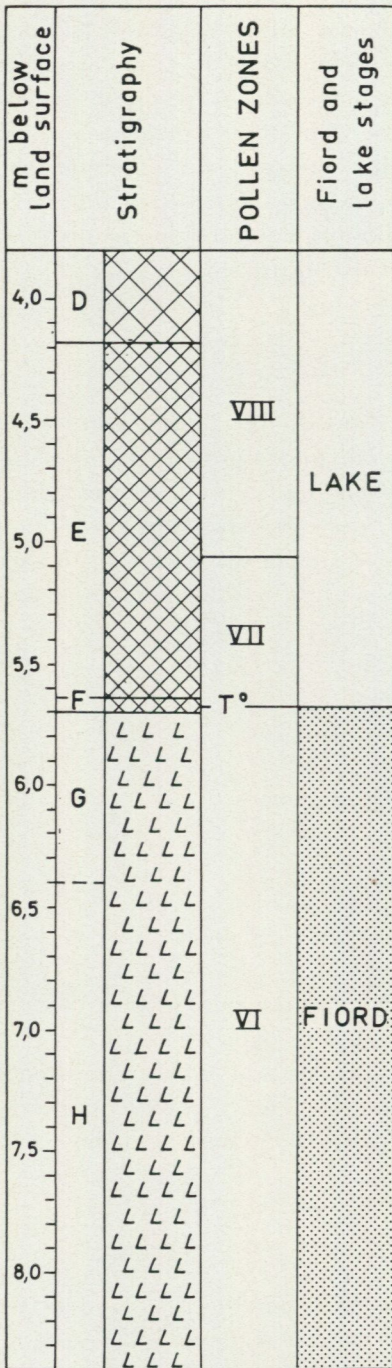 m below
land surface
Stratigraphy
POLLEN ZONES
Fiord and
lake stages
4,0
D
4,5
VIII
LAKE
5,0
E
VII
5,5
F
T°
6,0
G
6,5
7,0
VI
FIORD
H
7,5
8,0